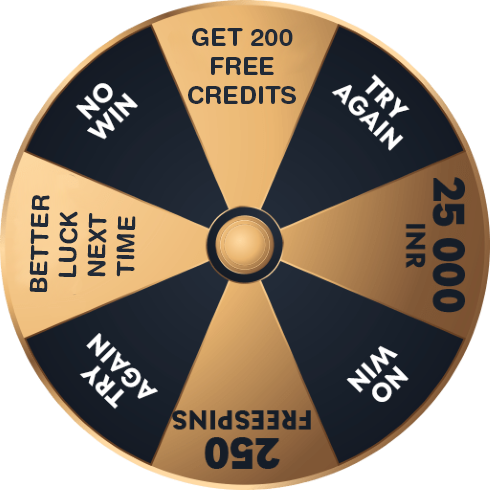 GET 200
FREE
CREDITS
TRY
AGAIN
25 000
INR
NO
WIN
250
FREESPINS
TRY
AGAIN
BETTER
LUCK
NEXT
TIME
NO
WIN